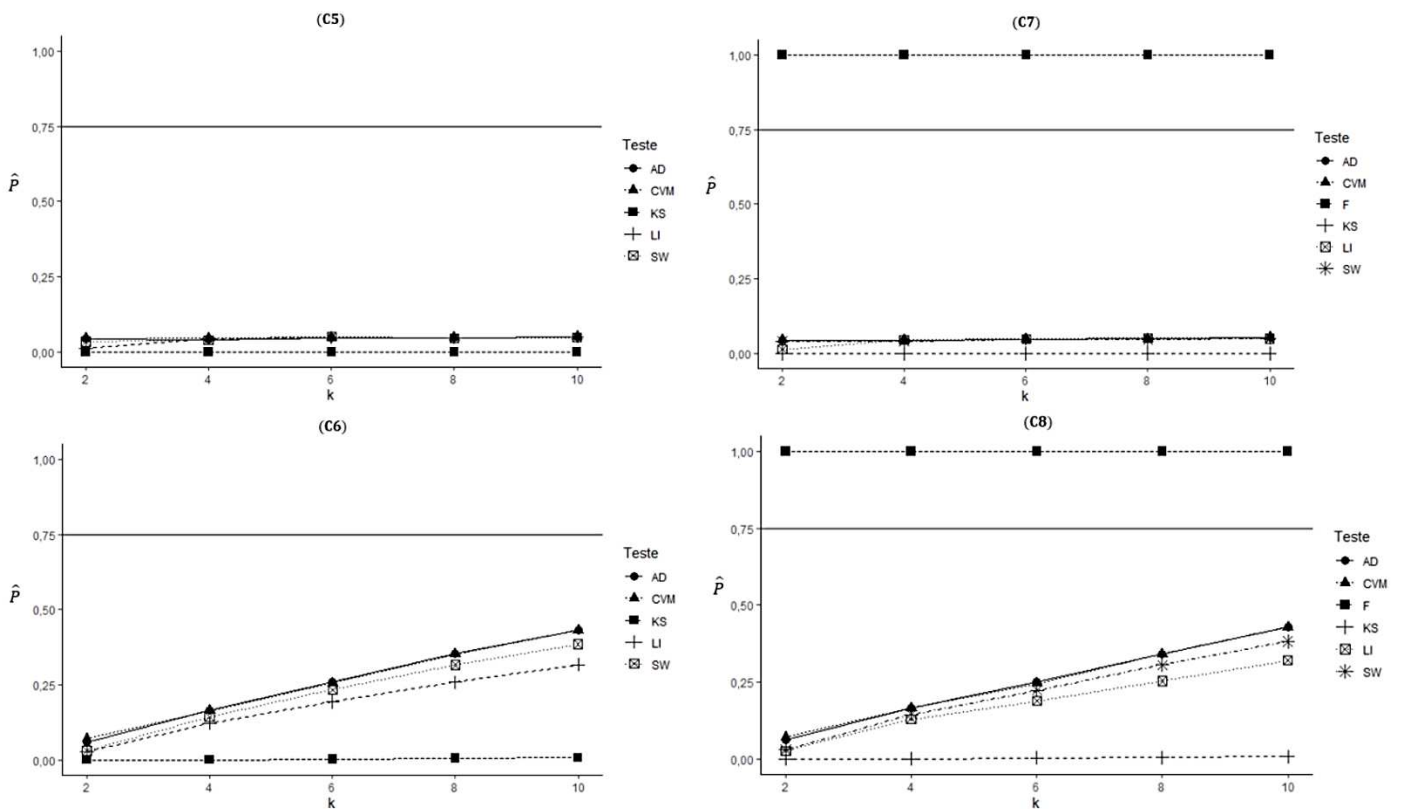 (C5)
1,00
0,75
0,50
0,25
0,00
P̂
2 4 6 8 10
k
Teste
AD
CVM
KS
LI
SW
(C7)
1,00
0,75
0,50
0,25
0,00
P̂
2 4 6 8 10
k
Teste
AD
CVM
F
KS
LI
SW
(C6)
1,00
0,75
0,50
0,25
0,00
P̂
2 4 6 8 10
k
Teste
AD
CVM
KS
LI
SW
(C8)
1,00
0,75
0,50
0,25
0,00
P̂
2 4 6 8 10
k
Teste
AD
CVM
F
KS
LI
SW